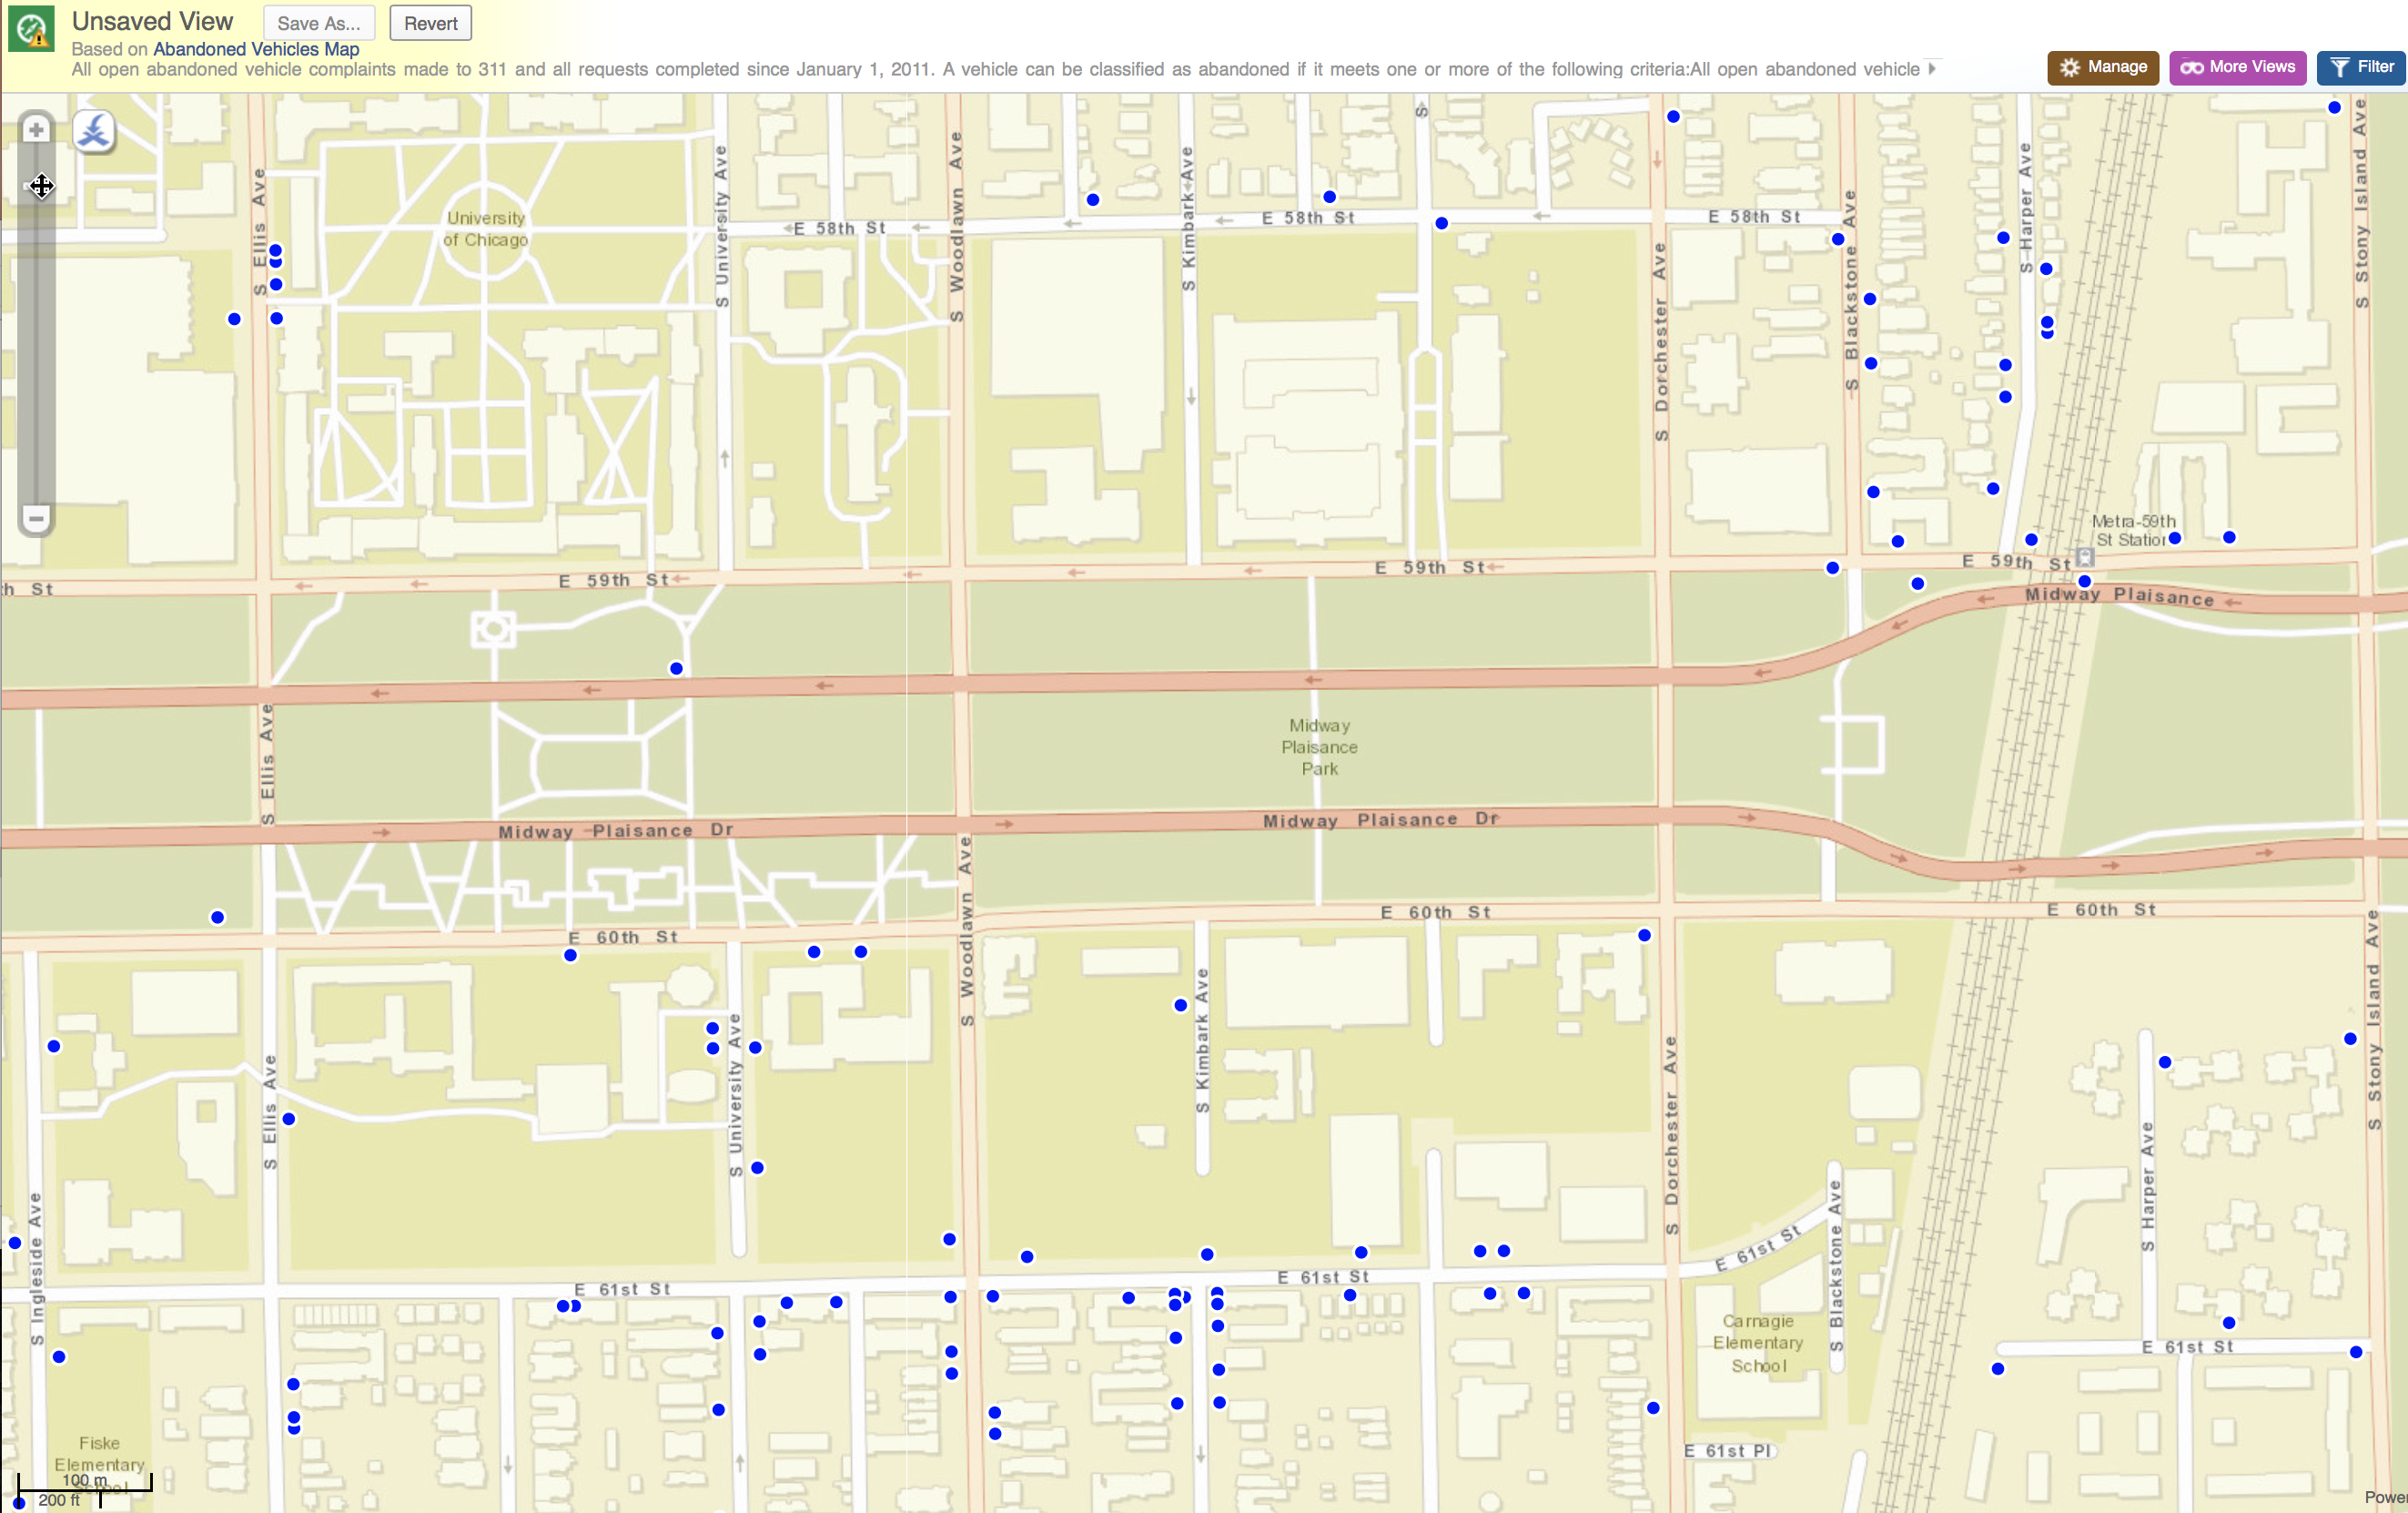 Unsaved View
Save As...
Revert
Based on Abandoned Vehicles Map
All open abandoned vehicle complaints made to 311 and all requests completed since January 1, 2011. A vehicle can be classified as abandoned if it meets one or more of the following criteria:All open abandoned vehicle
Manage
More Views
Filter
S Ellis Ave
University
of Chicago
S University Ave
E 58th St
S Woodlawn Ave
S Kimbark Ave
E 58th St
S
S Dorchester Ave
E 58th St
S Blackstone Ave
S Harper Ave
S Stony Island Ave
Metra-59th
St Station
h St
E 59th St
E 59th St
E 59th St
Midway Plaisance
S Ellis Ave
Midway
Plaisance
Park
Midway Plaisance Dr
Midway Plaisance Dr
S Woodlawn Ave
E 60th St
E 60th St
E 60th St
S Ellis Ave
S University Ave
S Kimbark Ave
S Dorchester Ave
S Stony Island Ave
S Ingleside Ave
S Blackstone Ave
S Harper Ave
E 61st St
E 61st St
E 61st St
E 61st St
Carnagie
Elementary
School
E 61st Pl
Fiske
Elementary
School
100 m
200 ft
Power